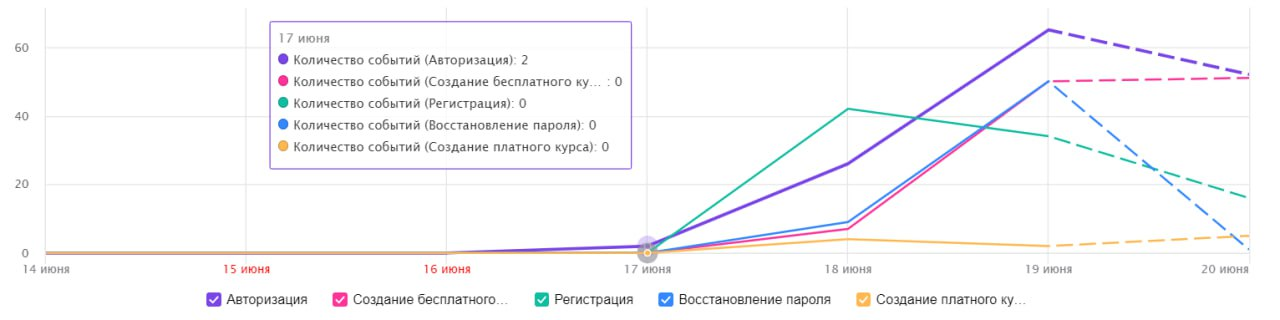 17 июня
Количество событий (Авторизация): 2
Количество событий (Создание бесплатного ку... : 0
Количество событий (Регистрация): 0
Количество событий (Восстановление пароля): 0
Количество событий (Создание платного курса): 0
60
40
20
0
14 июня 15 июня 16 июня 17 июня 18 июня 19 июня 20 июня
Авторизация Создание бесплатного... Регистрация Восстановление пароля Создание платного ку...